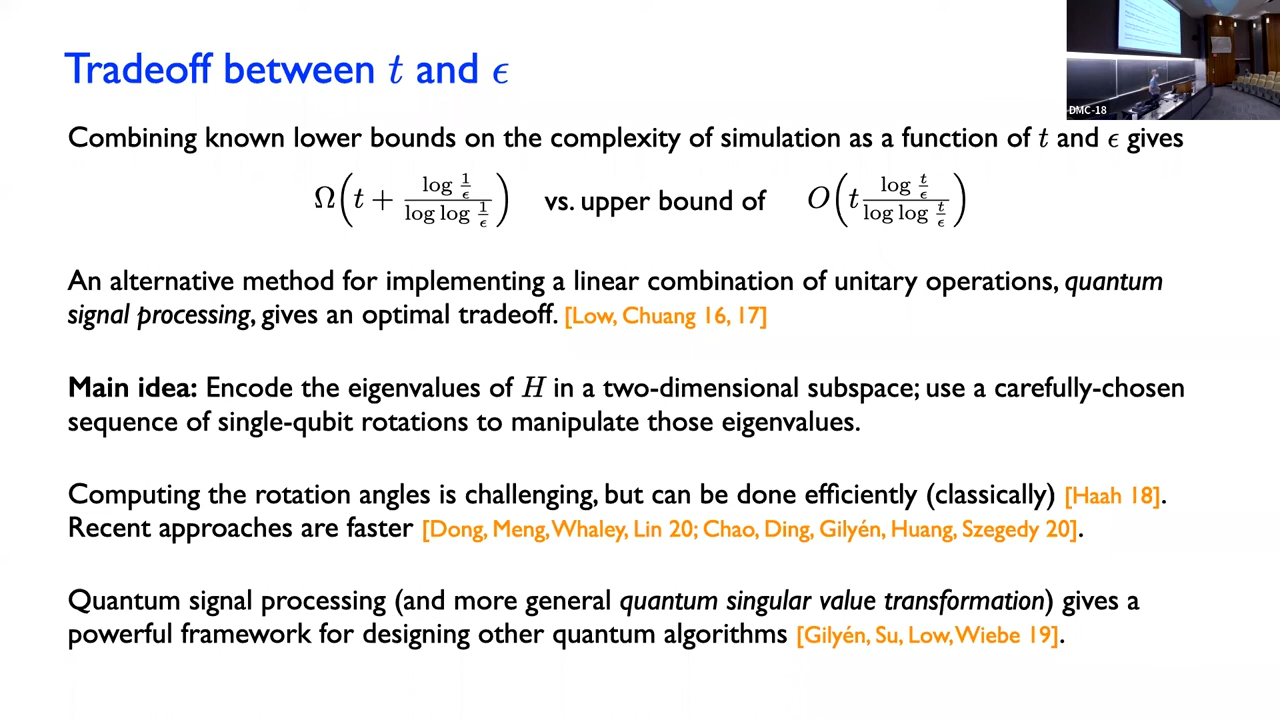 Tradeoff between t and ϵ
DMC-18
Combining known lower bounds on the complexity of simulation as a function of t and ϵ gives
Ω(t + log 1/ϵ / log log 1/ϵ) vs. upper bound of O(t log t/ϵ / log log t/ϵ)
An alternative method for implementing a linear combination of unitary operations, quantum
signal processing, gives an optimal tradeoff. [Low, Chuang 16, 17]
Main idea: Encode the eigenvalues of H in a two-dimensional subspace; use a carefully-chosen
sequence of single-qubit rotations to manipulate those eigenvalues.
Computing the rotation angles is challenging, but can be done efficiently (classically) [Haah 18].
Recent approaches are faster [Dong, Meng, Whaley, Lin 20; Chao, Ding, Gilyén, Huang, Szegedy 20].
Quantum signal processing (and more general quantum singular value transformation) gives a
powerful framework for designing other quantum algorithms [Gilyén, Su, Low, Wiebe 19].